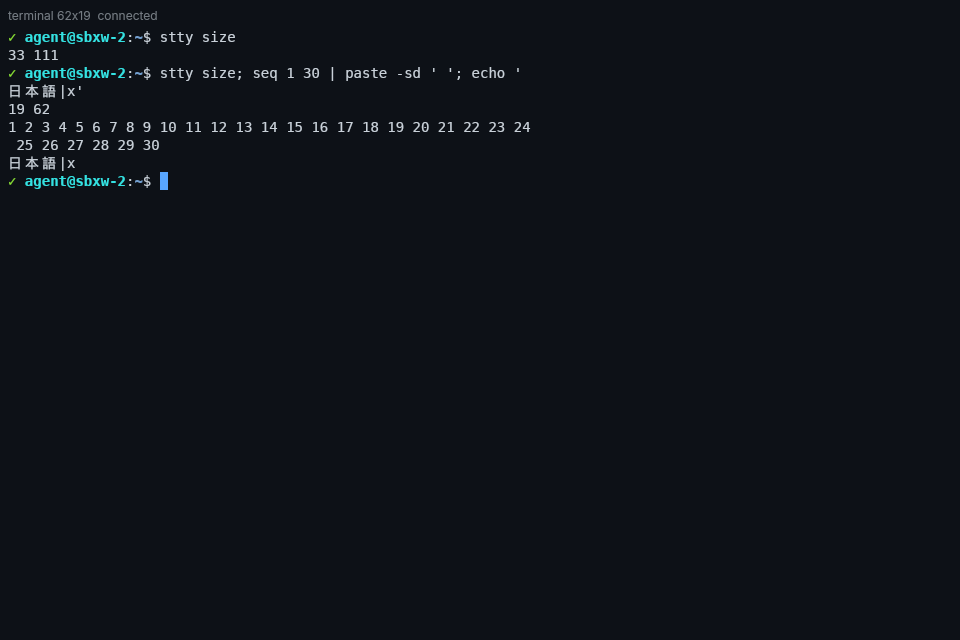 terminal 62x19 connected
✓ agent@sbxw-2:~$ stty size
33 111
✓ agent@sbxw-2:~$ stty size; seq 1 30 | paste -sd ' '; echo '
日本語|x'
19 62
1 2 3 4 5 6 7 8 9 10 11 12 13 14 15 16 17 18 19 20 21 22 23 24
 25 26 27 28 29 30
日本語|x
✓ agent@sbxw-2:~$